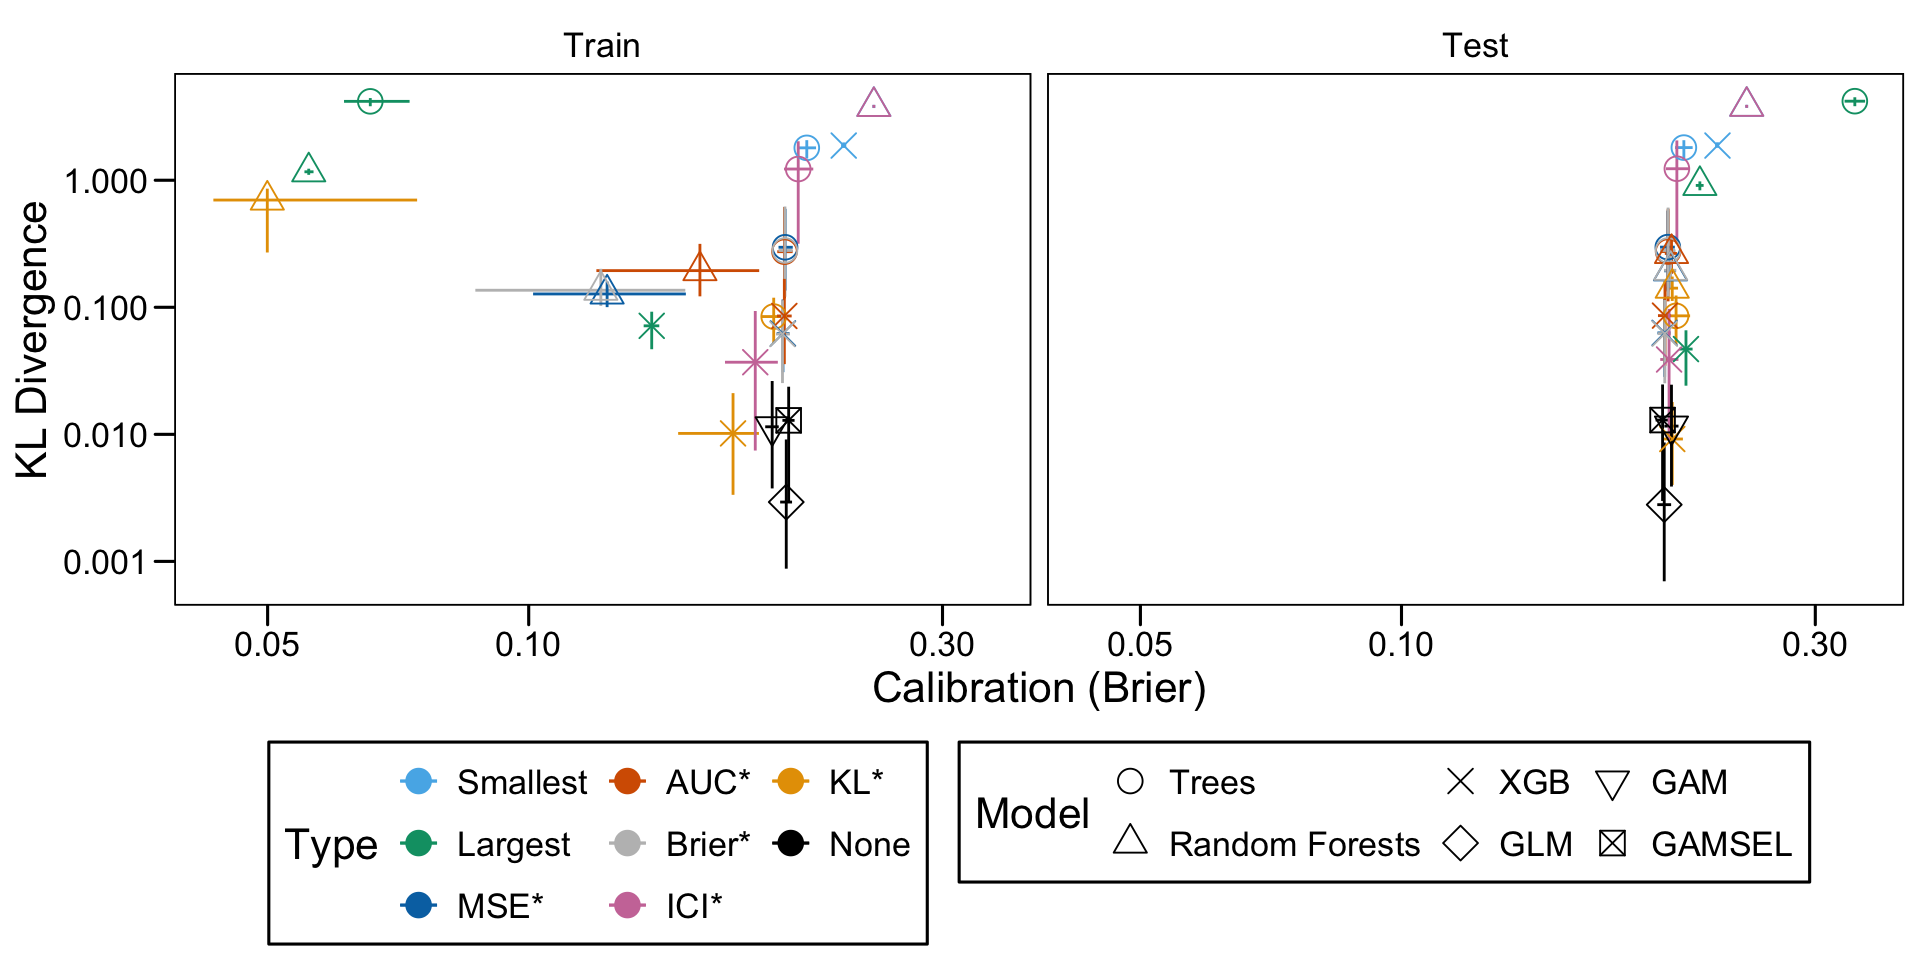 Train
Test
KL Divergence
1.000
0.100
0.010
0.001
0.05
0.10
0.30
0.05
0.10
0.30
Calibration (Brier)
Type
Smallest
Largest
MSE*
AUC*
Brier*
ICI*
KL*
None
Model
Trees
Random Forests
XGB
GLM
GAM
GAMSEL